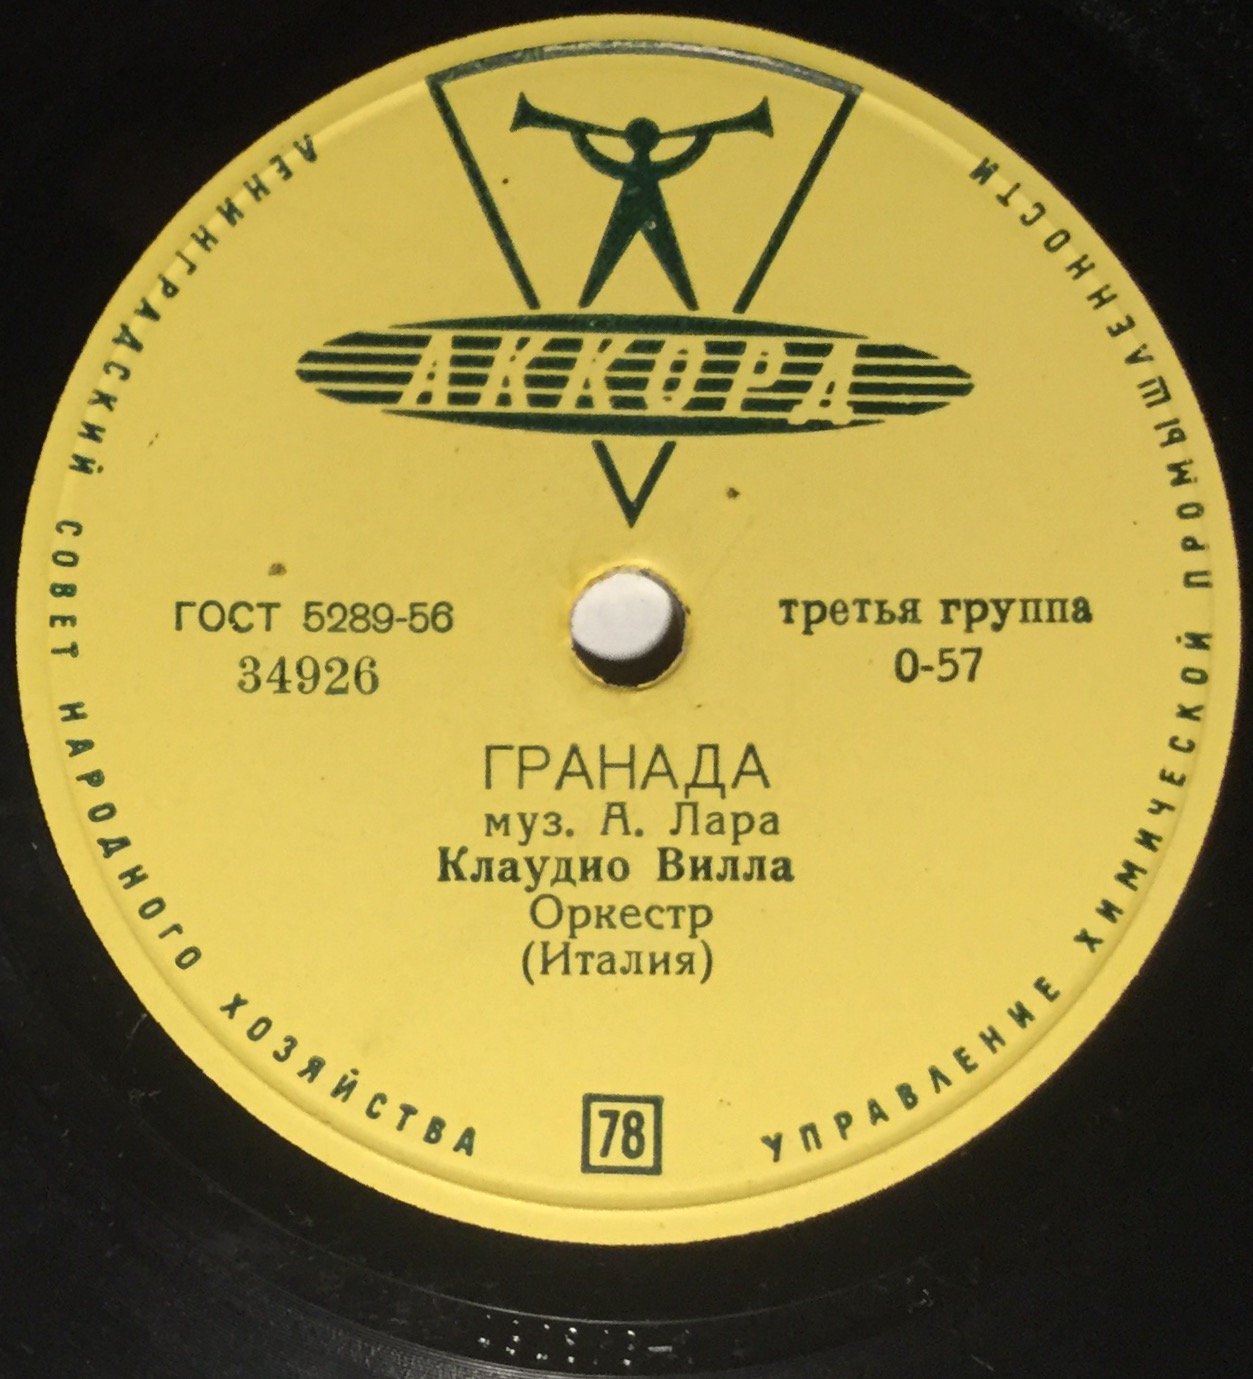 АККОРД
ЛЕНИНГРАДСКИЙ СОВЕТ НАРОДНОГО ХОЗЯЙСТВА
УПРАВЛЕНИЕ ХИМИЧЕСКОЙ ПРОМЫШЛЕННОСТИ
ГОСТ 5289-56
34926
третья группа
0-57
ГРАНАДА
муз. А. Лара
Клаудио Вилла
Оркестр
(Италия)
78